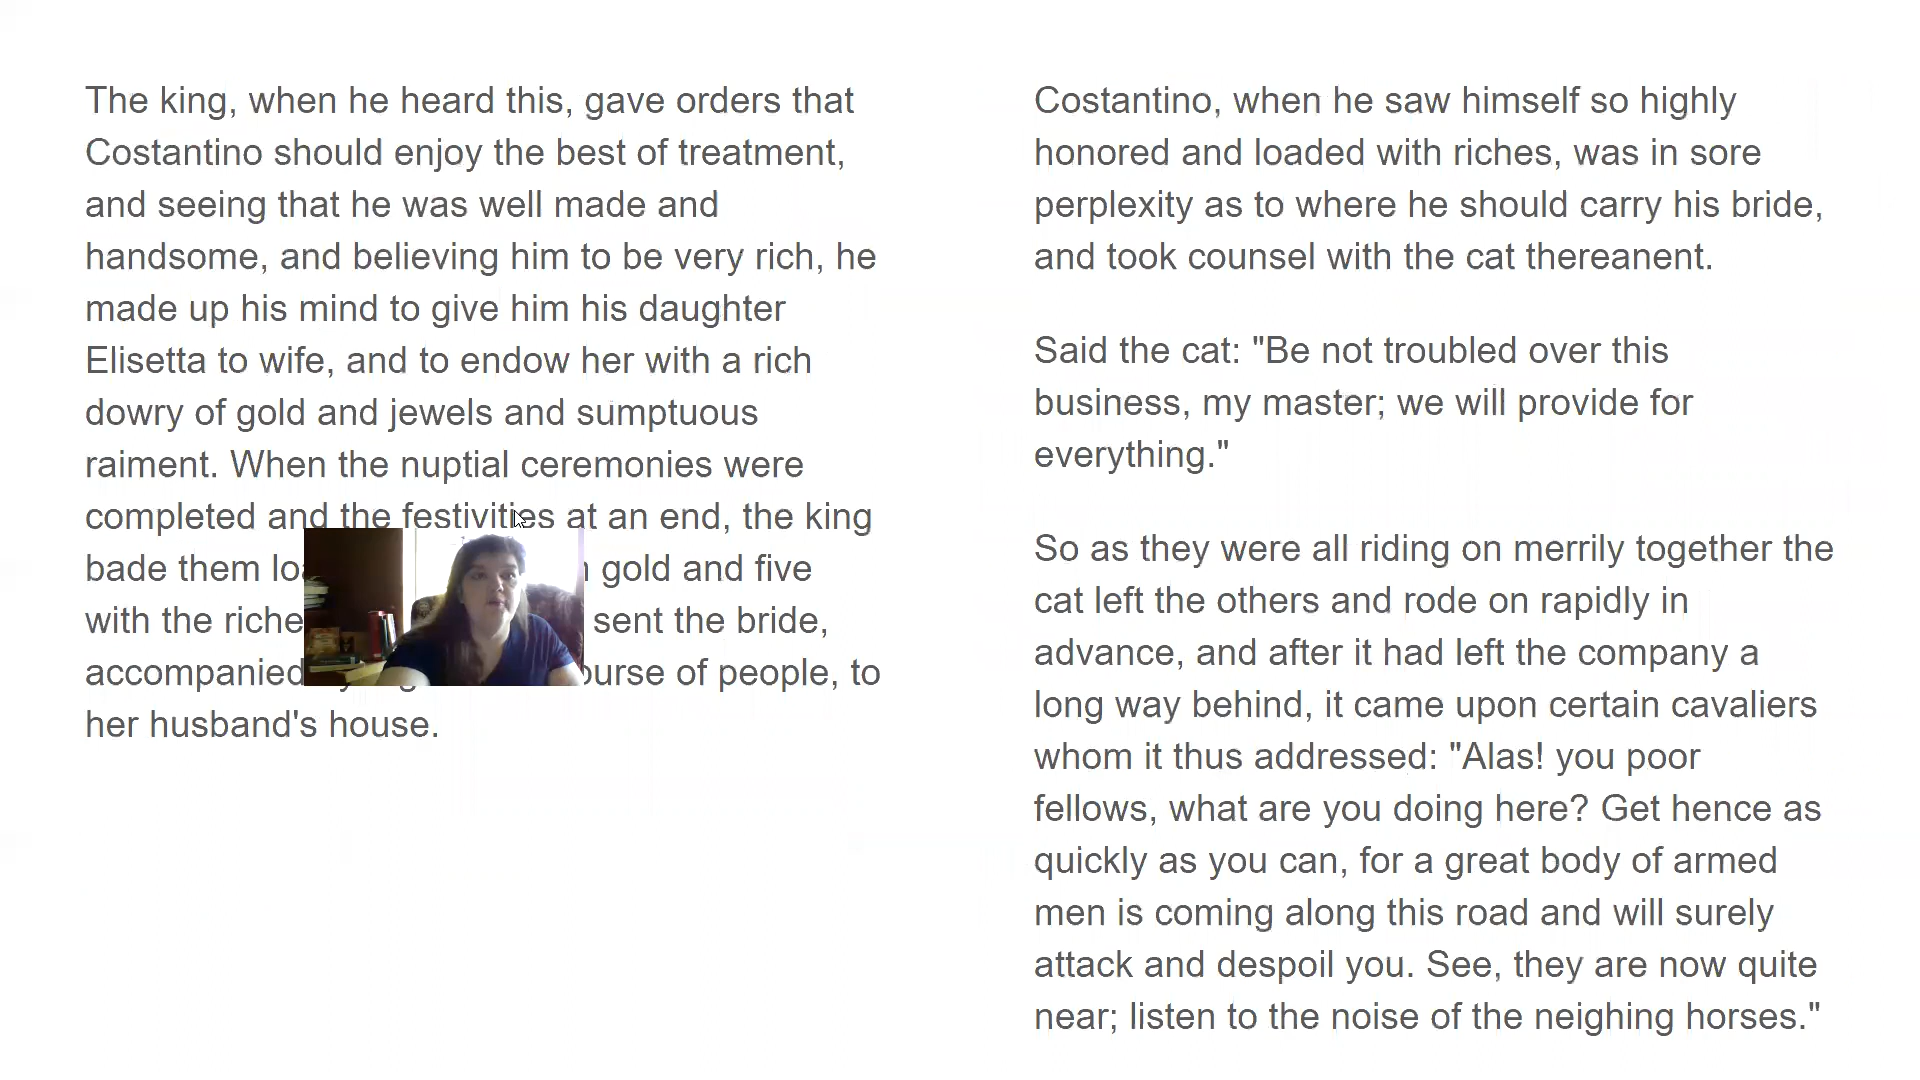 The king, when he heard this, gave orders that
Costantino should enjoy the best of treatment,
and seeing that he was well made and
handsome, and believing him to be very rich, he
made up his mind to give him his daughter
Elisetta to wife, and to endow her with a rich
dowry of gold and jewels and sumptuous
raiment. When the nuptial ceremonies were
completed and the festivities at an end, the king
bade them gold and five
with the sent the bride,
accompanied of people, to
her husband's house.
Costantino, when he saw himself so highly
honored and loaded with riches, was in sore
perplexity as to where he should carry his bride,
and took counsel with the cat thereanent.
Said the cat: "Be not troubled over this
business, my master; we will provide for
everything."
So as they were all riding on merrily together the
cat left the others and rode on rapidly in
advance, and after it had left the company a
long way behind, it came upon certain cavaliers
whom it thus addressed: "Alas! you poor
fellows, what are you doing here? Get hence as
quickly as you can, for a great body of armed
men is coming along this road and will surely
attack and despoil you. See, they are now quite
near; listen to the noise of the neighing horses."